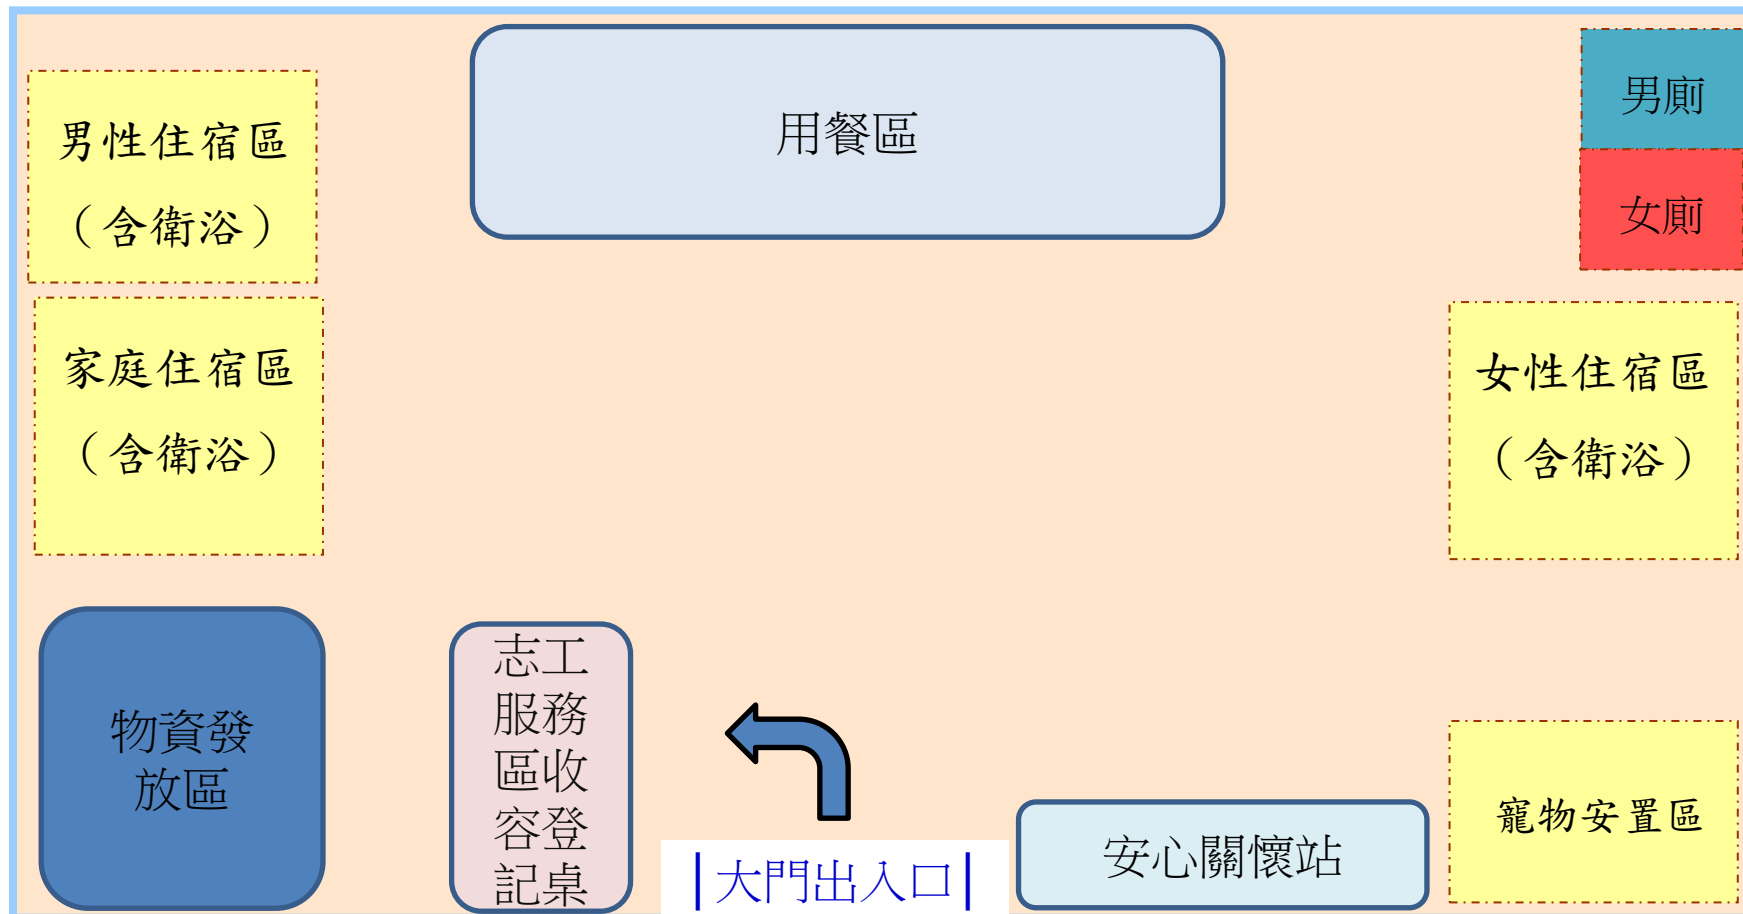 用餐區
男廁
男性住宿區
（含衛浴）
女廁
家庭住宿區
（含衛浴）
女性住宿區
（含衛浴）
物資發
放區
志工
服務
區收
容登
記桌
大門出入口
安心關懷站
寵物安置區